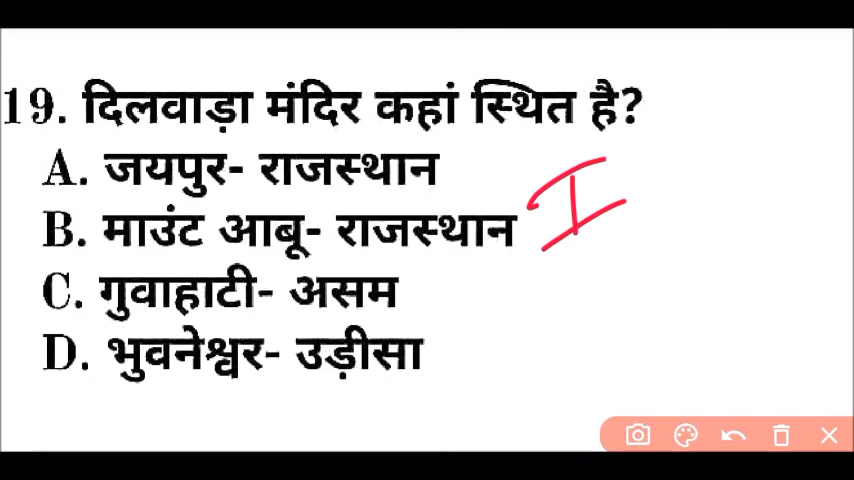 19. दिलवाड़ा मंदिर कहां स्थित है?
A. जयपुर- राजस्थान
B. माउंट आबू- राजस्थान I
C. गुवाहाटी- असम
D. भुवनेश्वर- उड़ीसा